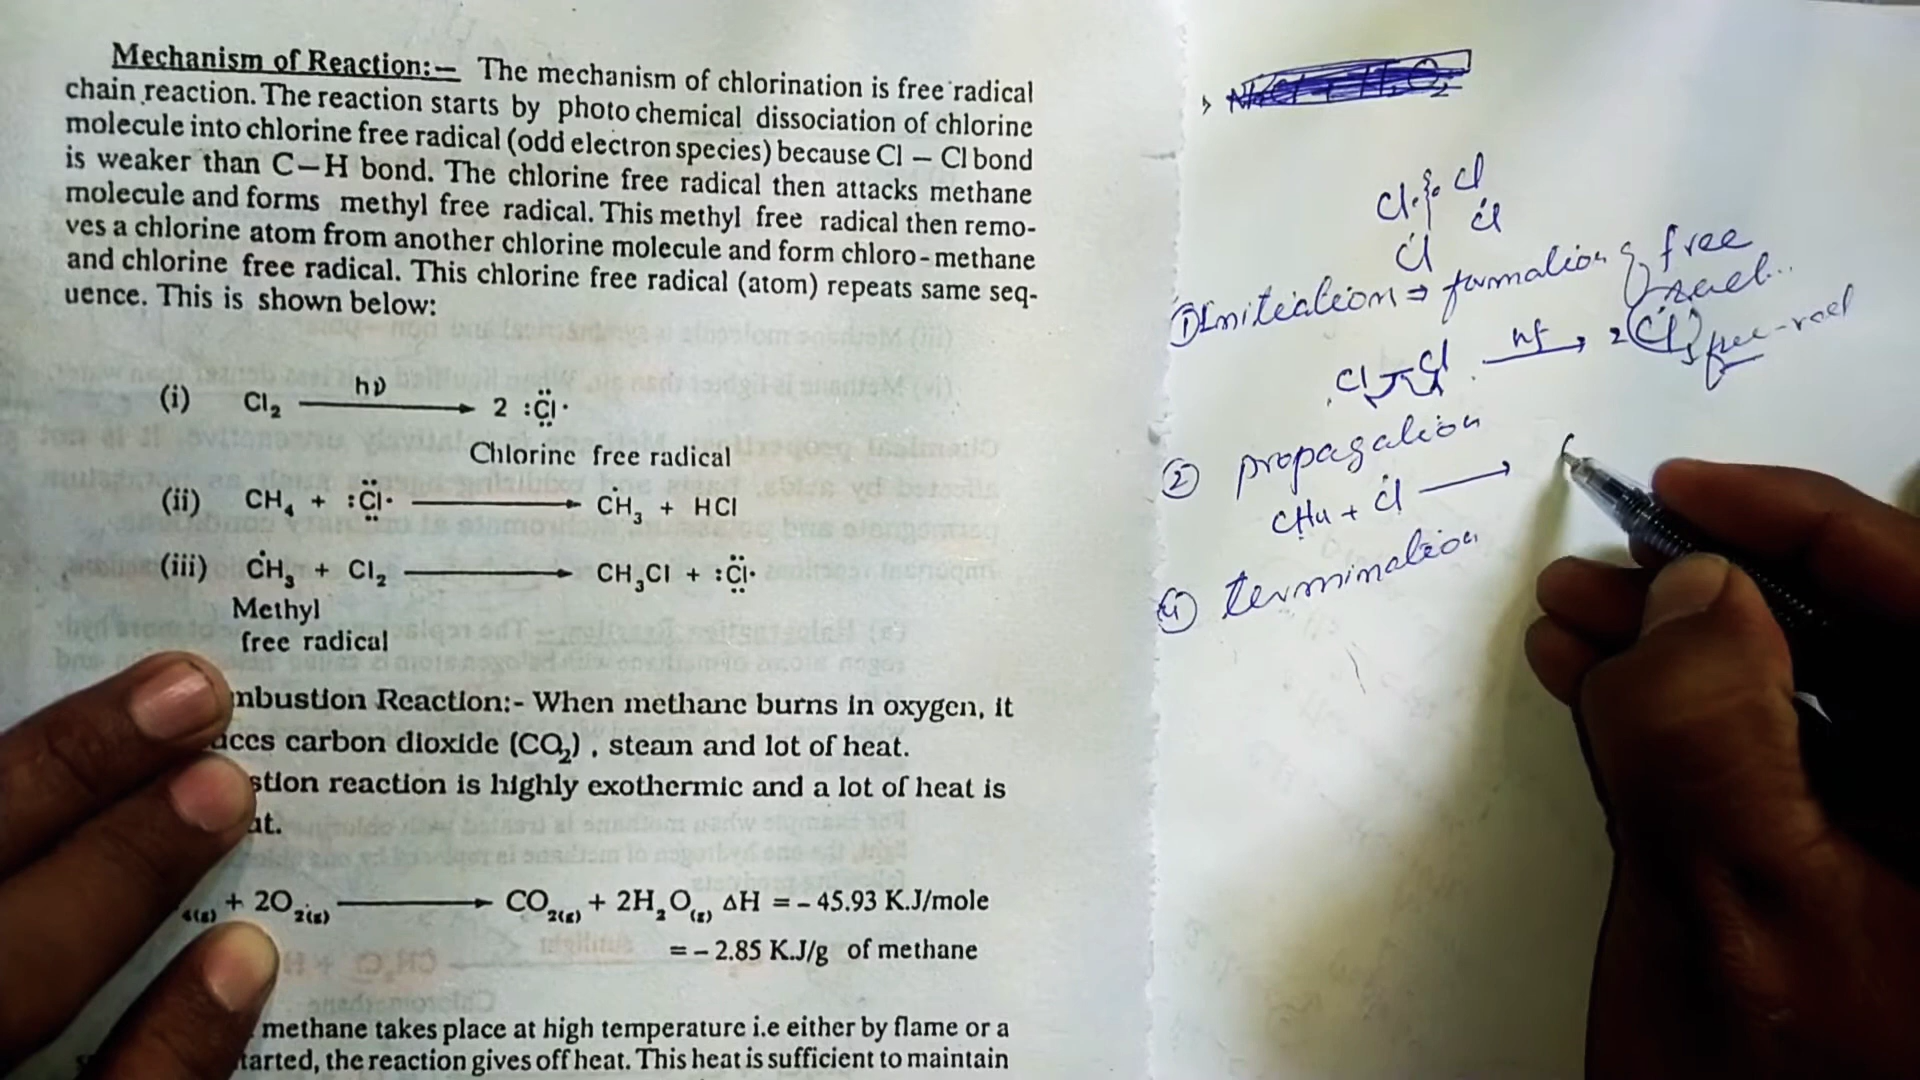 Mechanism of Reaction:— The mechanism of chlorination is free radical
chain reaction. The reaction starts by photo chemical dissociation of chlorine
molecule into chlorine free radical (odd electron species) because Cl – Cl bond
is weaker than C–H bond. The chlorine free radical then attacks methane
molecule and forms methyl free radical. This methyl free radical then remo-
ves a chlorine atom from another chlorine molecule and form chloro-methane
and chlorine free radical. This chlorine free radical (atom) repeats same seq-
uence. This is shown below:
(i) Cl₂ —hν→ 2 :C̈l·
Chlorine free radical
(ii) CH₄ + :C̈l· ⟶ ĊH₃ + HCl
(iii) ĊH₃ + Cl₂ ⟶ CH₃Cl + :C̈l·
Methyl
free radical
mbustion Reaction:- When methane burns in oxygen, it
uces carbon dioxide (CO₂) , steam and lot of heat.
stion reaction is highly exothermic and a lot of heat is
at.
4(g) + 2O2(g) ⟶ CO2(g) + 2H₂O(g) ΔH = – 45.93 K.J/mole
= – 2.85 K.J/g of methane
methane takes place at high temperature i.e either by flame or a
tarted, the reaction gives off heat. This heat is sufficient to maintain
Cl·}· Cl
Cl Cl
① Initeiation ⇒ formation of free
Cl Cl ⟶ 2 Cl free-rael
② propagation
CH4 + Cl ⟶
④ termination